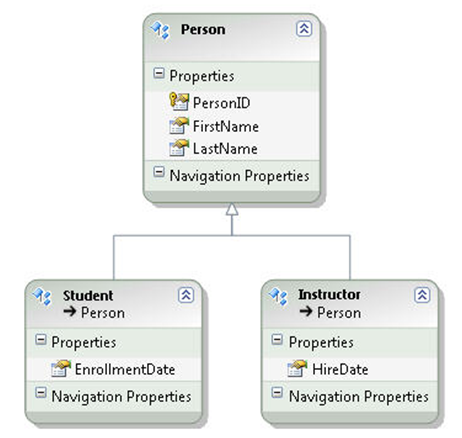 Person
Properties
PersonID
FirstName
LastName
Navigation Properties
Student
→ Person
Properties
EnrollmentDate
Navigation Properties
Instructor
→ Person
Properties
HireDate
Navigation Properties